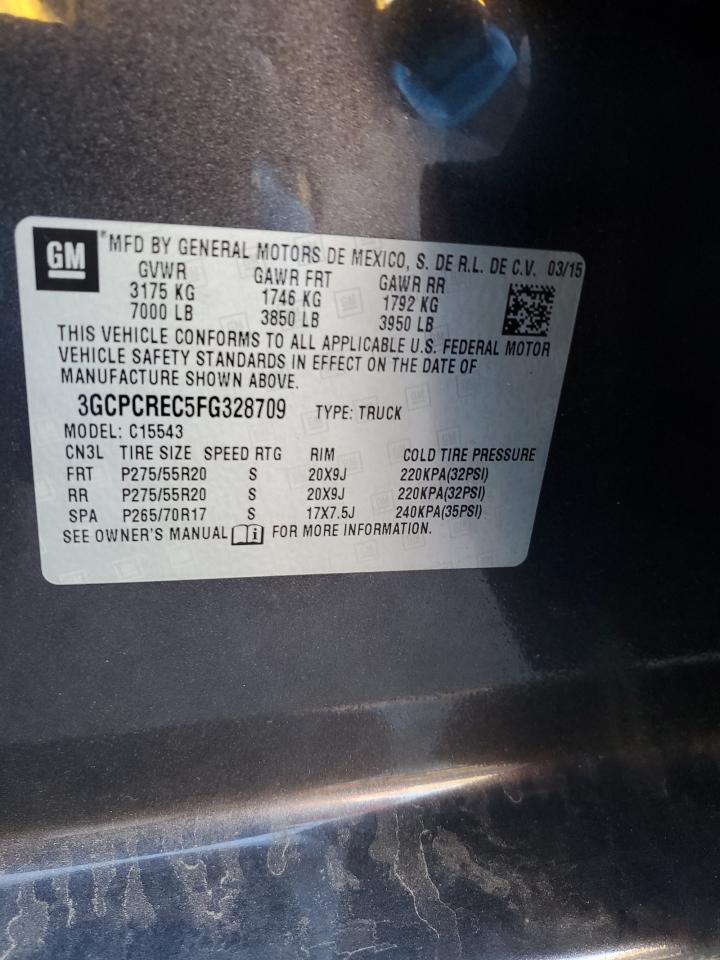 GM MFD BY GENERAL MOTORS DE MEXICO, S. DE R.L. DE C.V. 03/15
GVWR GAWR FRT GAWR RR
3175 KG 1746 KG 1792 KG
7000 LB 3850 LB 3950 LB
THIS VEHICLE CONFORMS TO ALL APPLICABLE U.S. FEDERAL MOTOR
VEHICLE SAFETY STANDARDS IN EFFECT ON THE DATE OF
MANUFACTURE SHOWN ABOVE.
3GCPCREC5FG328709 TYPE: TRUCK
MODEL: C15543
CN3L TIRE SIZE SPEED RTG RIM COLD TIRE PRESSURE
FRT P275/55R20 S 20X9J 220KPA(32PSI)
RR P275/55R20 S 20X9J 220KPA(32PSI)
SPA P265/70R17 S 17X7.5J 240KPA(35PSI)
SEE OWNER'S MANUAL i FOR MORE INFORMATION.